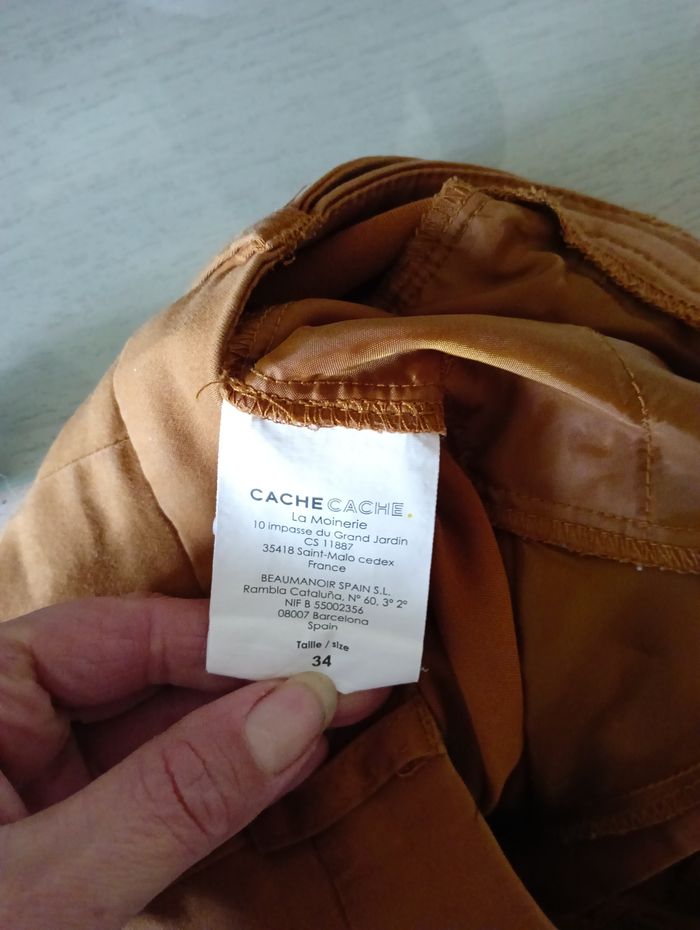 CACHE CACHE.
La Moinerie
10 impasse du Grand Jardin
CS 11887
35418 Saint-Malo cedex
France
BEAUMANOIR SPAIN S.L.
Rambla Cataluña, Nº 60, 3º 2º
NIF B 55002356
08007 Barcelona
Spain
Taille / size
34